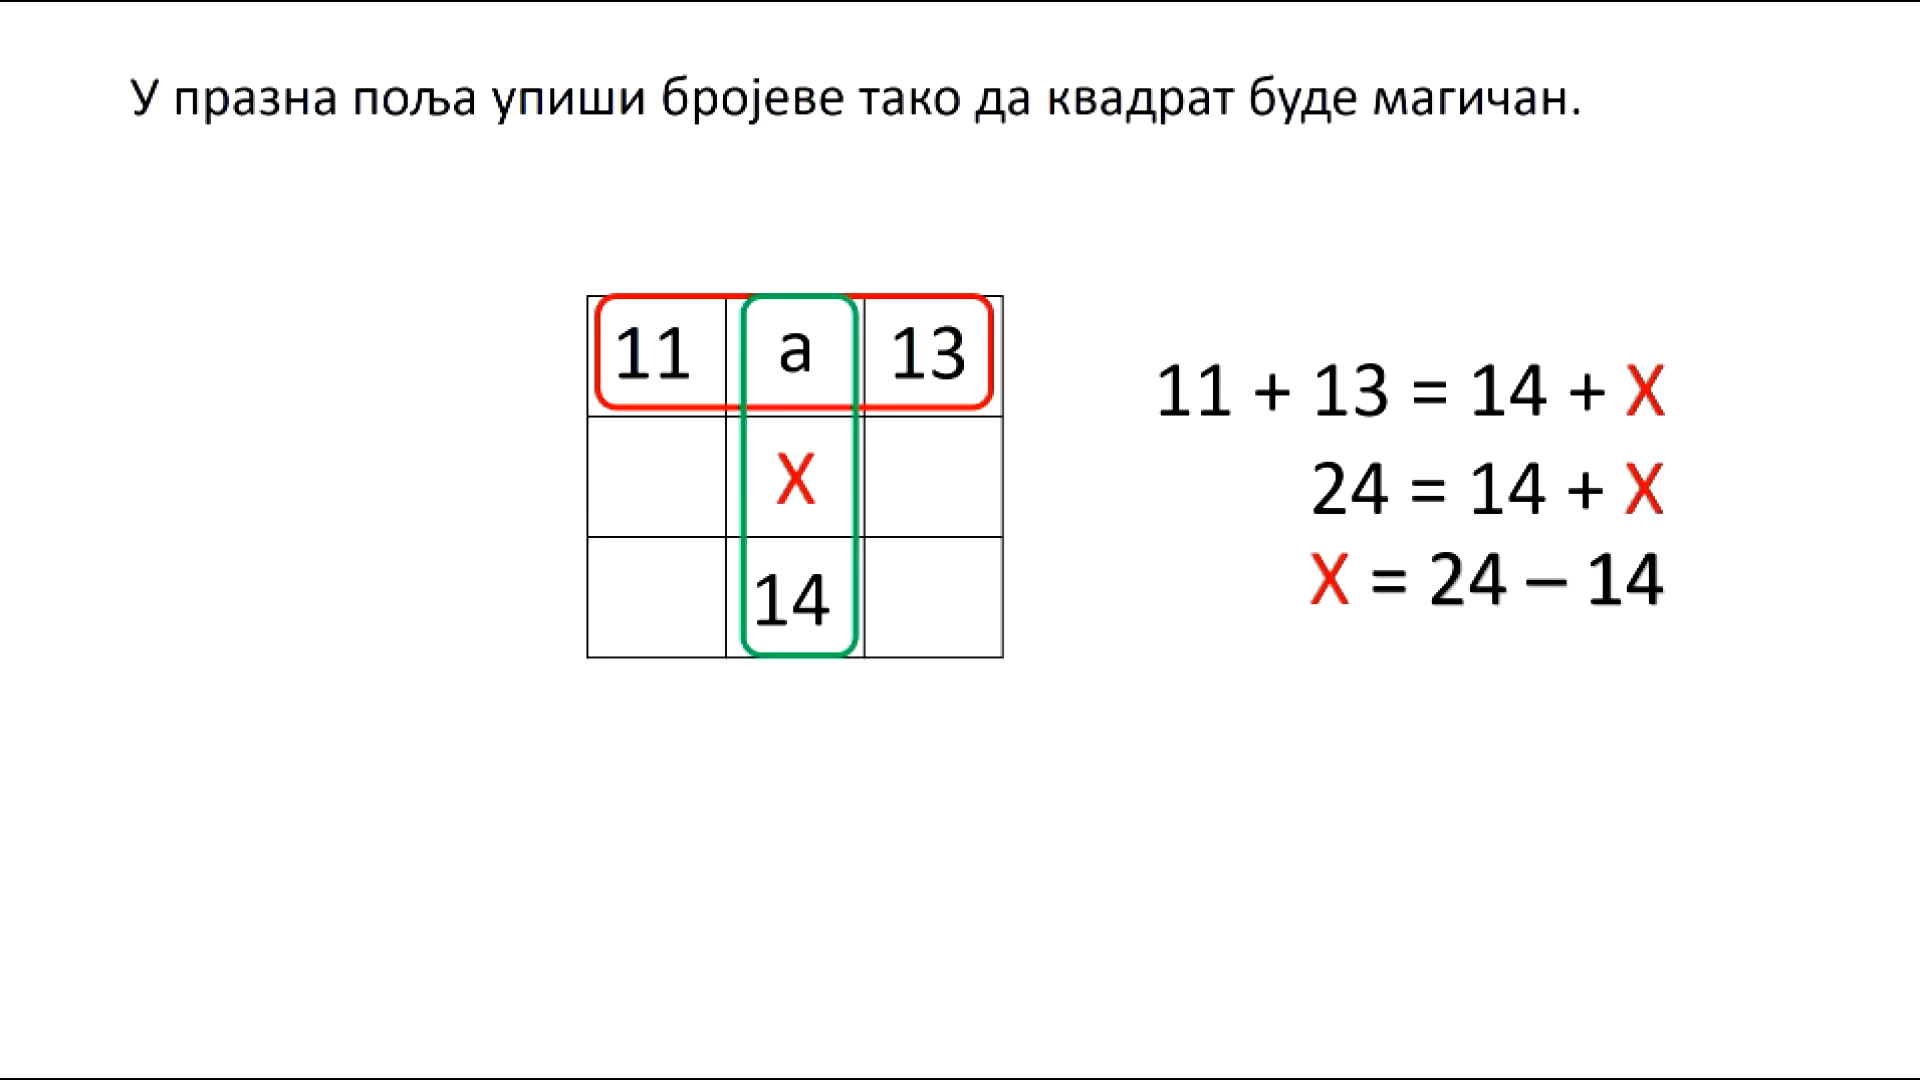 У празна поља упиши бројеве тако да квадрат буде магичан.
11 а 13
X
14
11 + 13 = 14 + X
24 = 14 + X
X = 24 – 14